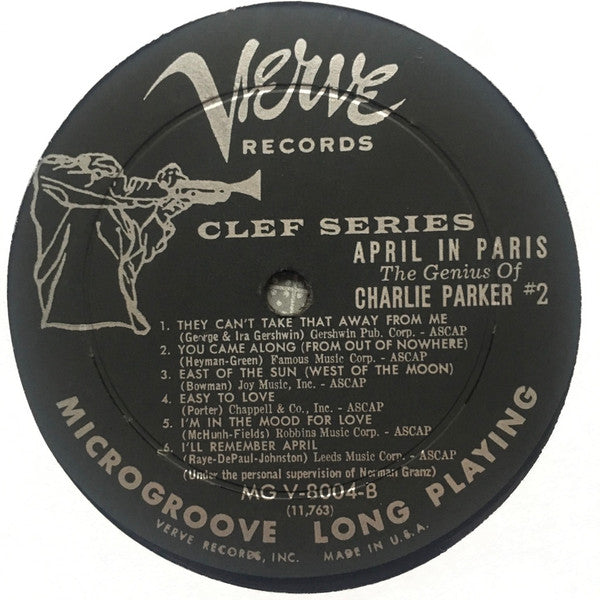 Verve
RECORDS
CLEF SERIES
APRIL IN PARIS
The Genius Of
CHARLIE PARKER #2
1. THEY CAN'T TAKE THAT AWAY FROM ME
(George & Ira Gershwin) Gershwin Pub. Corp. - ASCAP
2. YOU CAME ALONG (FROM OUT OF NOWHERE)
(Heyman-Green) Famous Music Corp. - ASCAP
3. EAST OF THE SUN (WEST OF THE MOON)
(Bowman) Joy Music, Inc. - ASCAP
4. EASY TO LOVE
(Porter) Chappell & Co., Inc. - ASCAP
5. I'M IN THE MOOD FOR LOVE
(McHunh-Fields) Robbins Music Corp. - ASCAP
6. I'LL REMEMBER APRIL
(Raye-DePaul-Johnston) Leeds Music Corp. - ASCAP
(Under the personal supervision of Norman Granz)
MG V-8004-B
(11,763)
MICROGROOVE LONG PLAYING
VERVE RECORDS, INC. MADE IN U.S.A.